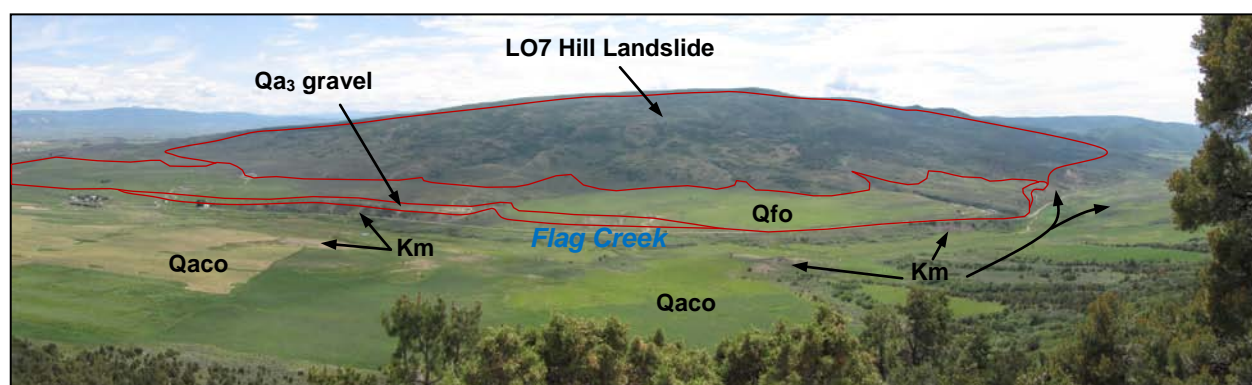 LO7 Hill Landslide
Qa₃ gravel
Qfo
Flag Creek
Km
Km
Qaco
Qaco